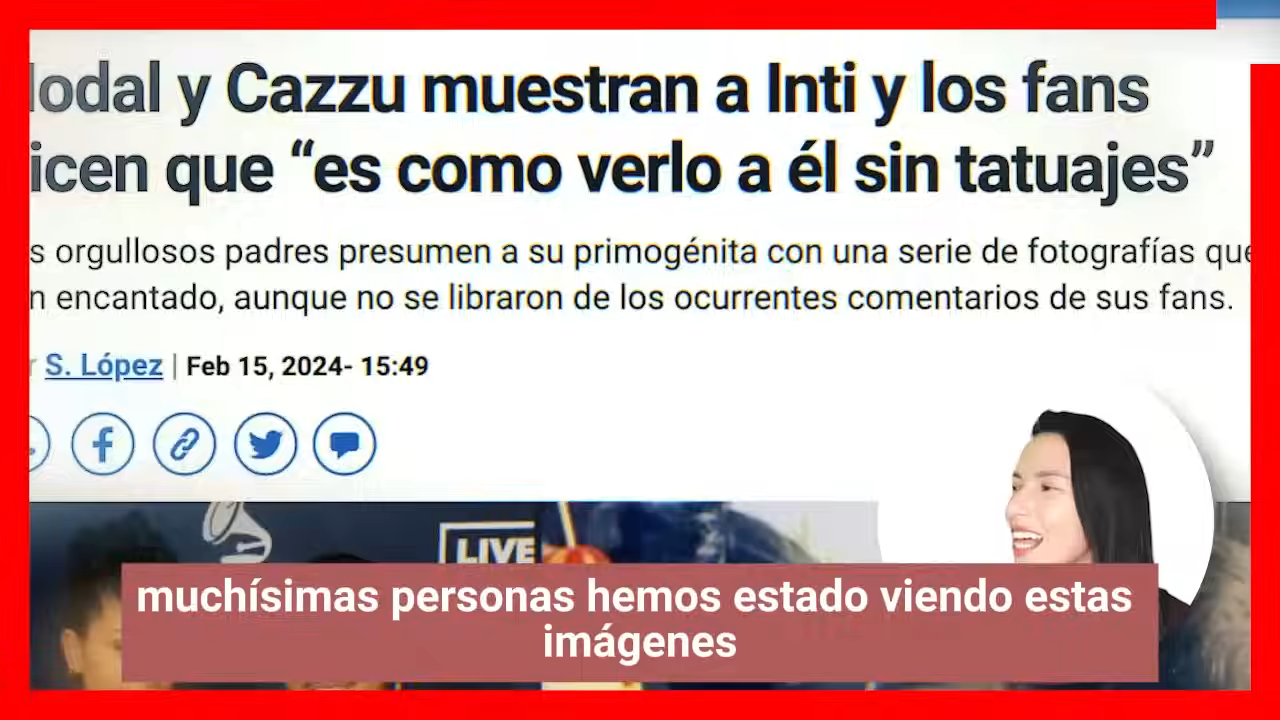 lodal y Cazzu muestran a Inti y los fans
icen que “es como verlo a él sin tatuajes”
s orgullosos padres presumen a su primogénita con una serie de fotografías que
n encantado, aunque no se libraron de los ocurrentes comentarios de sus fans.
r S. López | Feb 15, 2024- 15:49
LIVE
muchísimas personas hemos estado viendo estas
imágenes